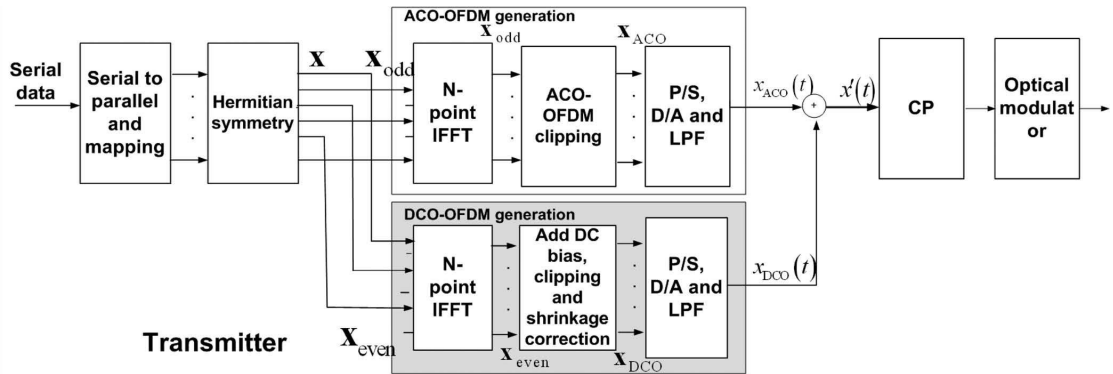 ACO-OFDM generation
Serial
data
Serial to
parallel
and
mapping
Hermitian
symmetry
X
X odd
x odd
x ACO
N-
point
IFFT
ACO-
OFDM
clipping
P/S,
D/A and
LPF
x ACO (t)
+
x'(t)
CP
Optical
modulat
or
DCO-OFDM generation
N-
point
IFFT
Add DC
bias,
clipping
and
shrinkage
correction
P/S,
D/A and
LPF
x DCO (t)
X even
x even
x DCO
Transmitter